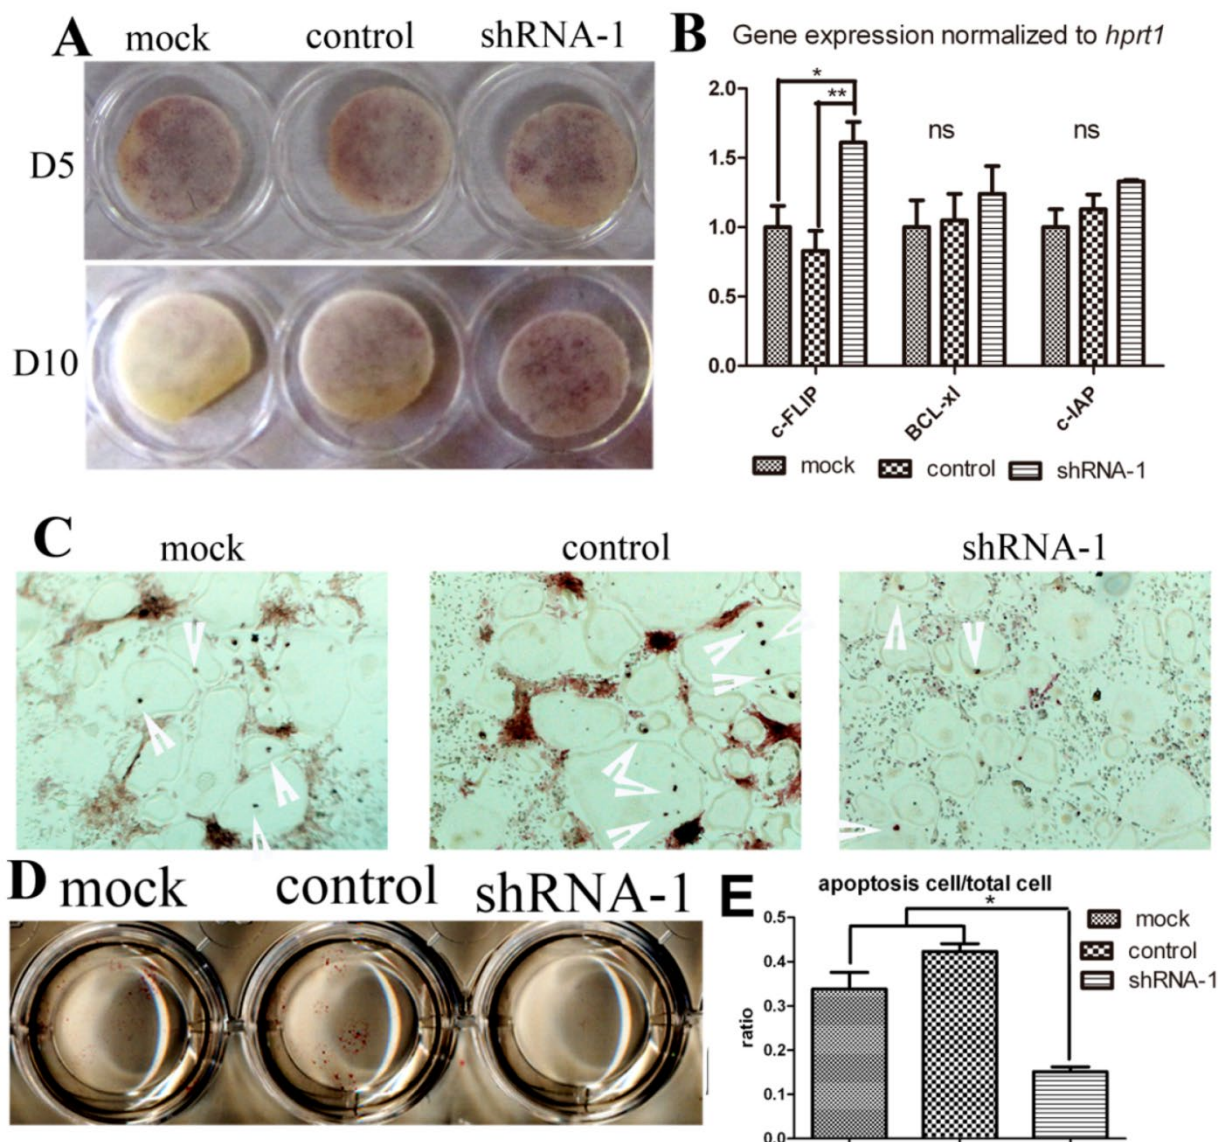 A
mock control shRNA-1
D5
D10
B
Gene expression normalized to hprt1
2.0
1.5
1.0
0.5
0.0
*
**
ns
ns
c-FLIP
BCL-xl
c-IAP
mock control shRNA-1
C
mock control shRNA-1
D
mock control shRNA-1
E
apoptosis cell/total cell
*
ratio
0.5
0.4
0.3
0.2
0.1
0.0
mock
control
shRNA-1